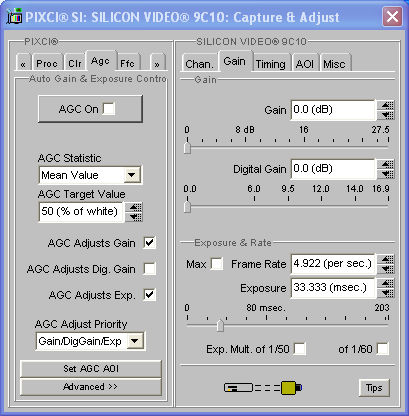 PIXCI® SI: SILICON VIDEO® 9C10: Capture & Adjust
PIXCI®
« Proc Clr Agc Ffc »
Auto Gain & Exposure Contro
AGC On
AGC Statistic
Mean Value
AGC Target Value
50 (% of white)
AGC Adjusts Gain
AGC Adjusts Dig. Gain
AGC Adjusts Exp.
AGC Adjust Priority
Gain/DigGain/Exp
Set AGC AOI
Advanced >>
SILICON VIDEO® 9C10
Chan. Gain Timing AOI Misc
Gain
Gain 0.0 (dB)
0 8 dB 16 27.5
Digital Gain 0.0 (dB)
0.0 6.0 9.5 12.0 14.0 16.9
Exposure & Rate
Max Frame Rate 4.922 (per sec.)
Exposure 33.333 (msec.)
0 80 msec. 203
Exp. Mult. of 1/50 of 1/60
Tips